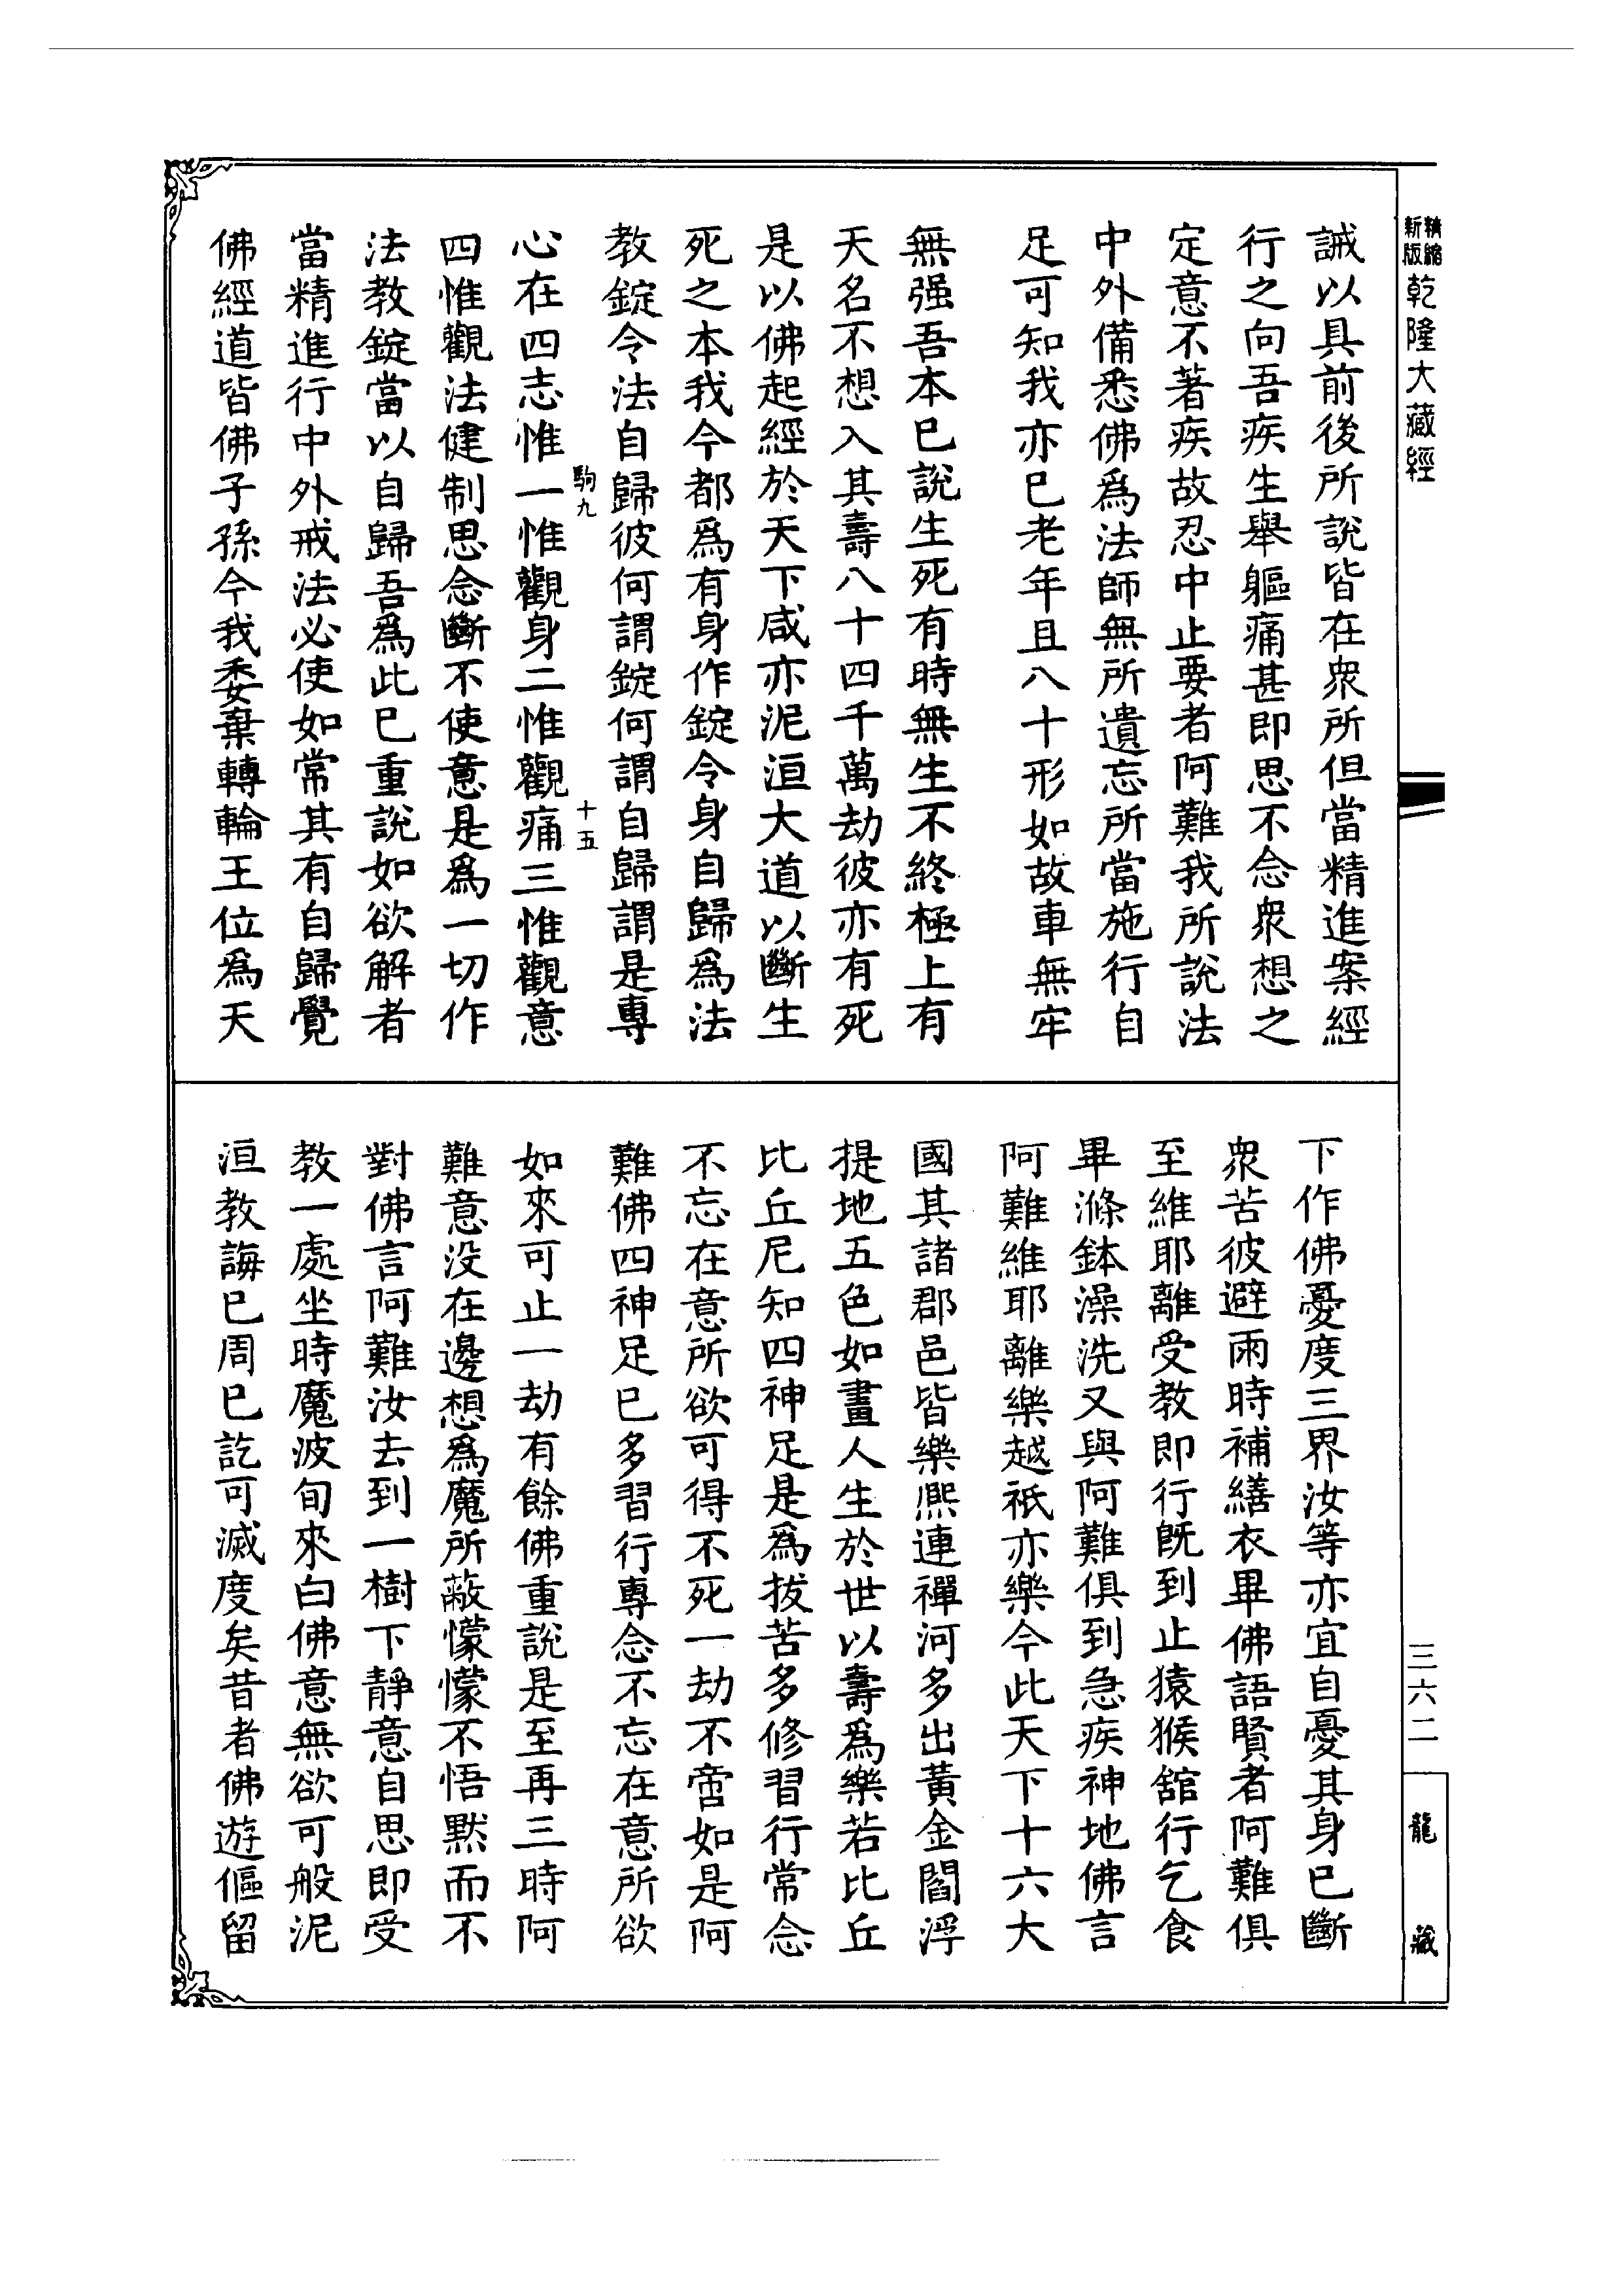 精縮新版 乾隆大藏經
誡以具前後所說皆在衆所但當精進案經
行之向吾疾生舉軀痛甚即思不念衆想之
定意不著疾故忍中止要者阿難我所說法
中外備悉佛爲法師無所遺忘所當施行自
足可知我亦已老年且八十形如故車無牢
無强吾本已說生死有時無生不終極上有
天名不想入其壽八十四千萬劫彼亦有死
是以佛起經於天下咸亦泥洹大道以斷生
死之本我今都爲有身作錠令身自歸爲法
教錠令法自歸彼何謂錠何謂自歸謂是專
駒九 十五
心在四志惟一惟觀身二惟觀痛三惟觀意
四惟觀法健制思念斷不使意是爲一切作
法教錠當以自歸吾爲此已重說如欲解者
當精進行中外戒法必使如常其有自歸覺
佛經道皆佛子孫今我委棄轉輪王位爲天
下作佛憂度三界汝等亦宜自憂其身已斷
衆苦彼避雨時補繕衣畢佛語賢者阿難俱
至維耶離受教即行既到止猿猴舘行乞食
畢滌鉢澡洗又與阿難俱到急疾神地佛言
阿難維耶離樂越祇亦樂今此天下十六大
國其諸郡邑皆樂熈連禪河多出黃金閻浮
提地五色如畫人生於世以壽爲樂若比丘
比丘尼知四神足是爲拔苦多修習行常念
不忘在意所欲可得不死一劫不啻如是阿
難佛四神足已多習行專念不忘在意所欲
如來可止一劫有餘佛重說是至再三時阿
難意没在邊想爲魔所蔽懞懞不悟默而不
對佛言阿難汝去到一樹下靜意自思即受
教一處坐時魔波旬來白佛意無欲可般泥
洹教誨已周已訖可滅度矣昔者佛遊傴留
三六二
龍藏